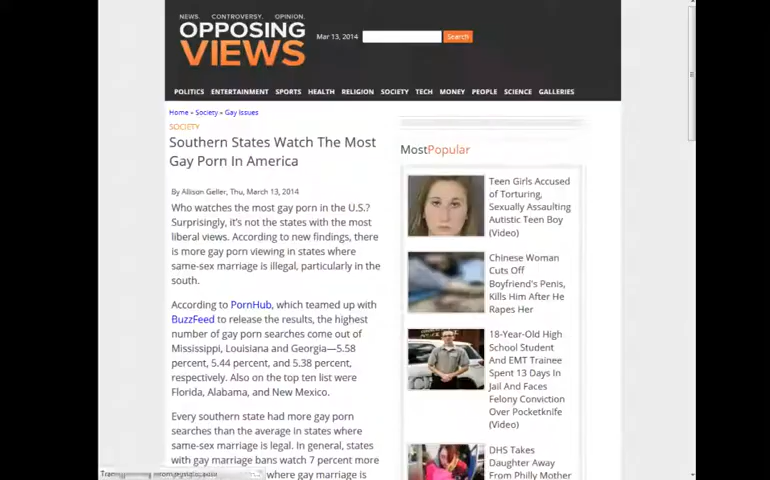 NEWS. CONTROVERSY. OPINION.
OPPOSING
VIEWS
Mar 13, 2014
Search
POLITICS ENTERTAINMENT SPORTS HEALTH RELIGION SOCIETY TECH MONEY PEOPLE SCIENCE GALLERIES
Home » Society » Gay Issues
SOCIETY
Southern States Watch The Most
Gay Porn In America
By Allison Geller, Thu, March 13, 2014
Who watches the most gay porn in the U.S.?
Surprisingly, it's not the states with the most
liberal views. According to new findings, there
is more gay porn viewing in states where
same-sex marriage is illegal, particularly in the
south.
According to PornHub, which teamed up with
BuzzFeed to release the results, the highest
number of gay porn searches come out of
Mississippi, Louisiana and Georgia—5.58
percent, 5.44 percent, and 5.38 percent,
respectively. Also on the top ten list were
Florida, Alabama, and New Mexico.
Every southern state had more gay porn
searches than the average in states where
same-sex marriage is legal. In general, states
with gay marriage bans watch 7 percent more
where gay marriage is
MostPopular
Teen Girls Accused
of Torturing,
Sexually Assaulting
Autistic Teen Boy
(Video)
Chinese Woman
Cuts Off
Boyfriend's Penis,
Kills Him After He
Rapes Her
18-Year-Old High
School Student
And EMT Trainee
Spent 13 Days In
Jail And Faces
Felony Conviction
Over Pocketknife
(Video)
DHS Takes
Daughter Away
From Philly Mother